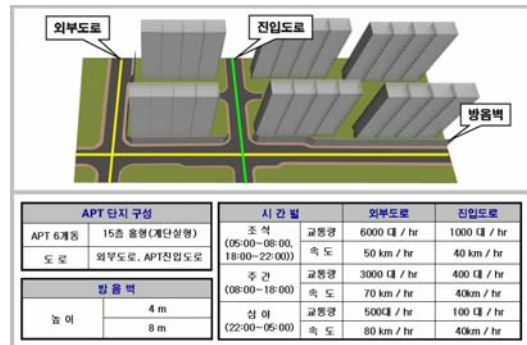 외부도로
진입도로
방음벽
APT 단지 구성
APT 6개동 15층 홀형(계단실형)
도 로 외부도로, APT진입도로
방 음 벽
높 이 4 m
8 m
시 간 별 외부도로 진입도로
조 석 교통량 6000 대 / hr 1000 대 / hr
(05:00~08:00,
18:00~22:00)) 속 도 50 km / hr 40 km / hr
주 간 교통량 3000 대 / hr 400 대 / hr
(08:00~18:00) 속 도 70 km / hr 40km / hr
심 야 교통량 500대 / hr 100 대 / hr
(22:00~05:00) 속 도 80 km / hr 40km / hr